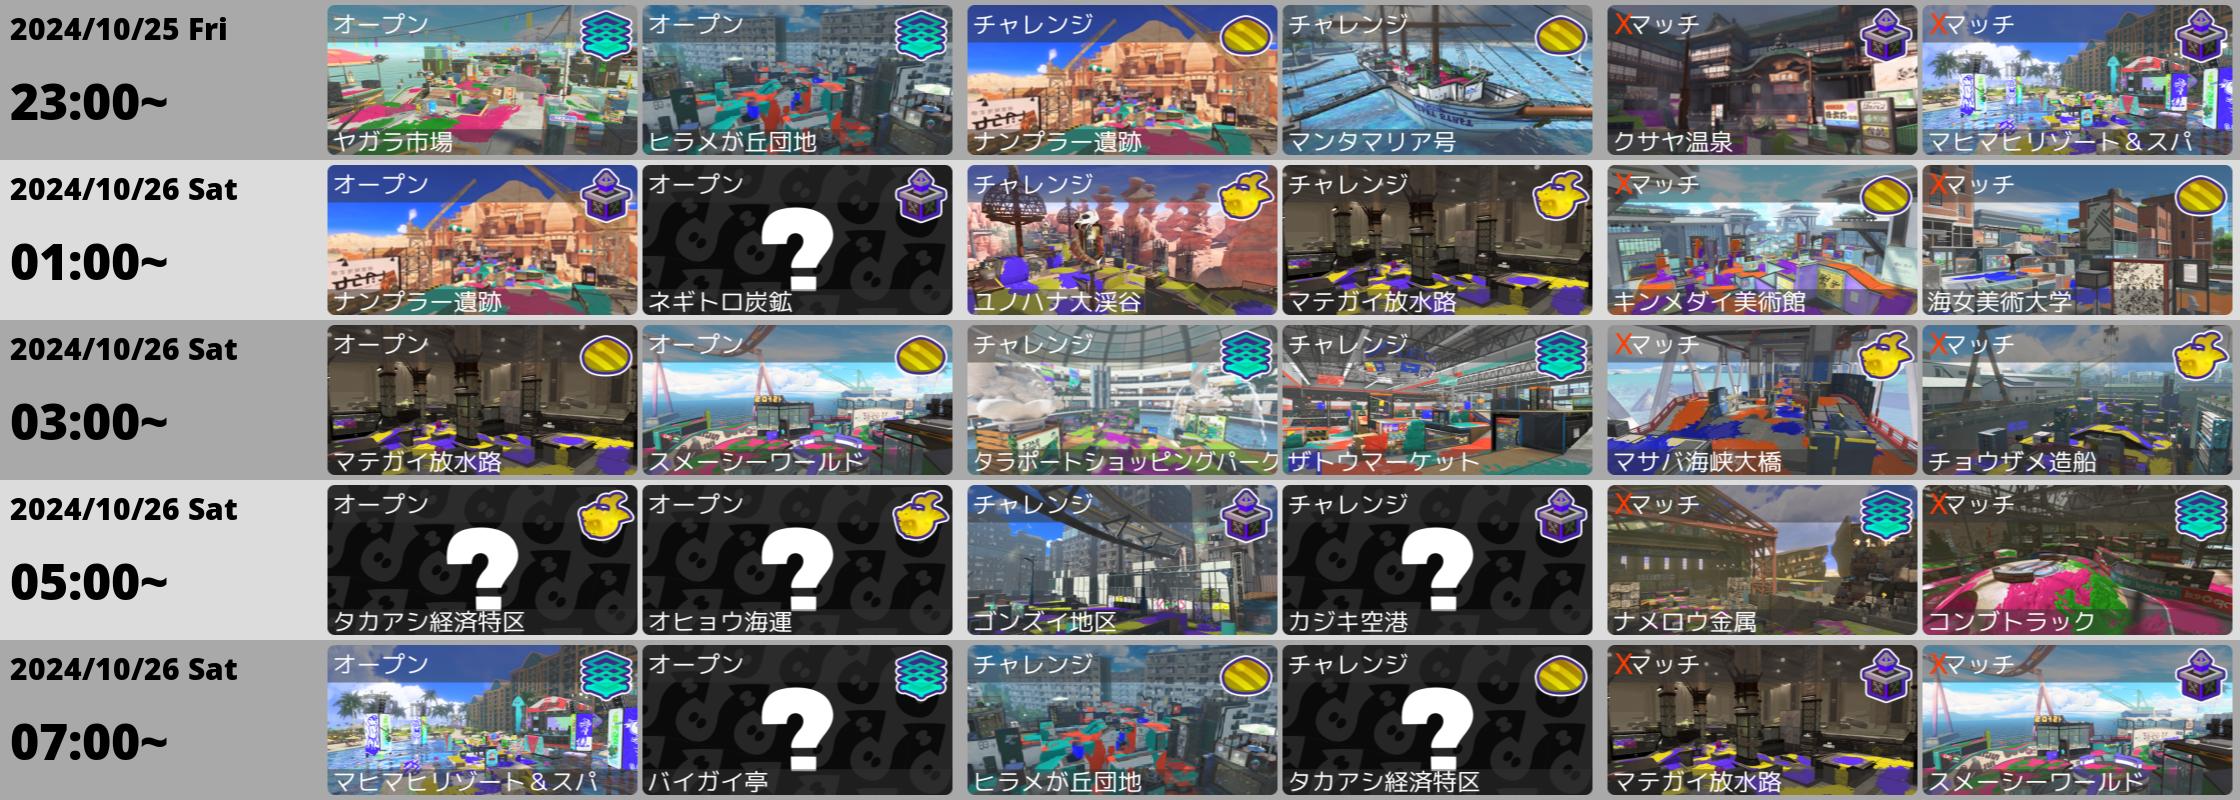 2024/10/25 Fri
23:00~
オープン
ヤガラ市場
オープン
ヒラメが丘団地
チャレンジ
ナンプラー遺跡
チャレンジ
マンタマリア号
Xマッチ
クサヤ温泉
Xマッチ
マヒマヒリゾート&スパ
2024/10/26 Sat
01:00~
オープン
ナンプラー遺跡
オープン
?
ネギトロ炭鉱
チャレンジ
ユノハナ大渓谷
チャレンジ
マテガイ放水路
Xマッチ
キンメダイ美術館
Xマッチ
海女美術大学
2024/10/26 Sat
03:00~
オープン
マテガイ放水路
オープン
スメーシーワールド
チャレンジ
タラポートショッピングパーク
チャレンジ
ザトウマーケット
Xマッチ
マサバ海峡大橋
Xマッチ
チョウザメ造船
2024/10/26 Sat
05:00~
オープン
?
タカアシ経済特区
オープン
?
オヒョウ海運
チャレンジ
ゴンズイ地区
チャレンジ
?
カジキ空港
Xマッチ
ナメロウ金属
Xマッチ
コンブトラック
2024/10/26 Sat
07:00~
オープン
マヒマヒリゾート&スパ
オープン
?
バイガイ亭
チャレンジ
ヒラメが丘団地
チャレンジ
?
タカアシ経済特区
Xマッチ
マテガイ放水路
Xマッチ
スメーシーワールド